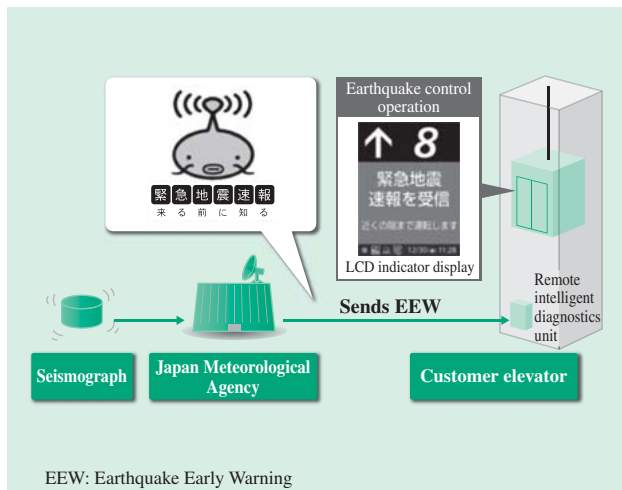 Earthquake control
operation
↑ 8
緊急地震
速報を受信
近くの階まで運転します
12/30 11:28
LCD indicator display
緊急地震速報
来る前に知る
Sends EEW
Remote
intelligent
diagnostics
unit
Seismograph
Japan Meteorological
Agency
Customer elevator
EEW: Earthquake Early Warning